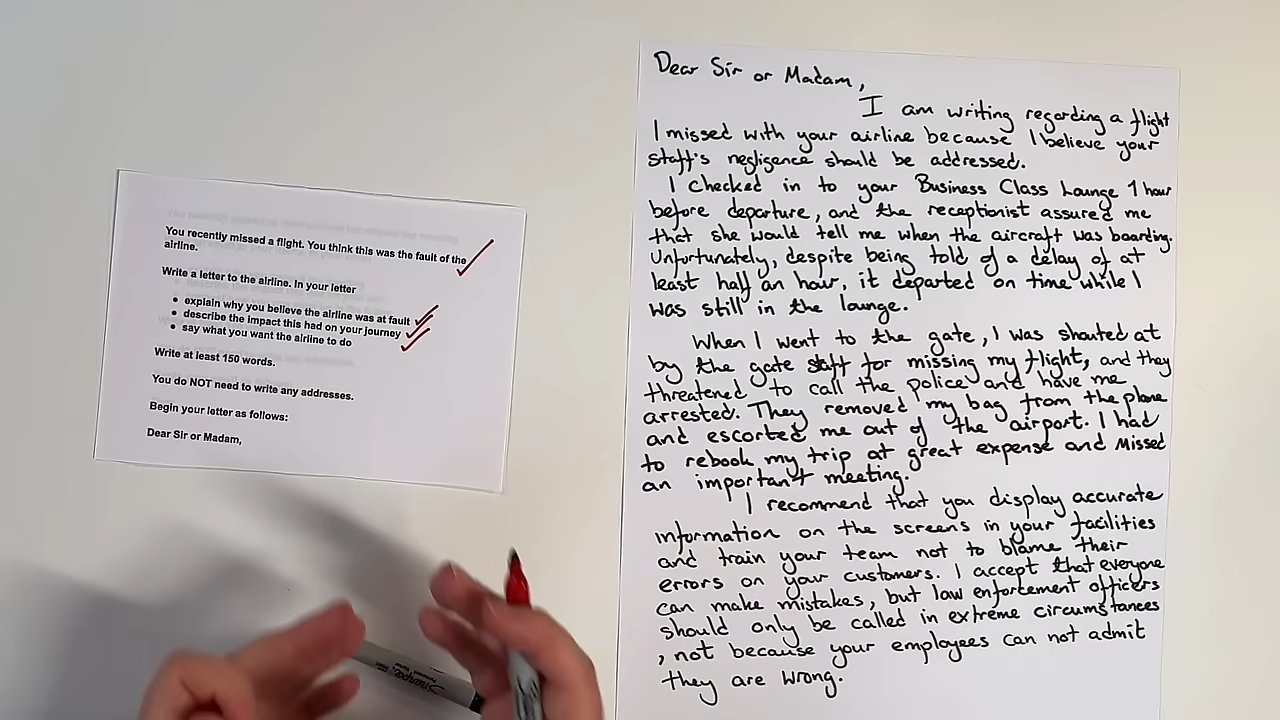 You recently missed a flight. You think this was the fault of the
airline.
Write a letter to the airline. In your letter
• explain why you believe the airline was at fault
• describe the impact this had on your journey
• say what you want the airline to do
Write at least 150 words.
You do NOT need to write any addresses.
Begin your letter as follows:
Dear Sir or Madam,
Dear Sir or Madam,
I am writing regarding a flight
I missed with your airline because I believe your
staff's negligence should be addressed.
I checked in to your Business Class Lounge 1 hour
before departure, and the receptionist assured me
that she would tell me when the aircraft was boarding.
Unfortunately, despite being told of a delay of at
least half an hour, it departed on time while I
was still in the lounge.
When I went to the gate, I was shouted at
by the gate staff for missing my flight, and they
threatened to call the police and have me
arrested. They removed my bag from the plane
and escorted me out of the airport. I had
to rebook my trip at great expense and missed
an important meeting.
I recommend that you display accurate
information on the screens in your facilities
and train your team not to blame their
errors on your customers. I accept that everyone
can make mistakes, but law enforcement officers
should only be called in extreme circumstances
, not because your employees can not admit
they are wrong.
Sharpie